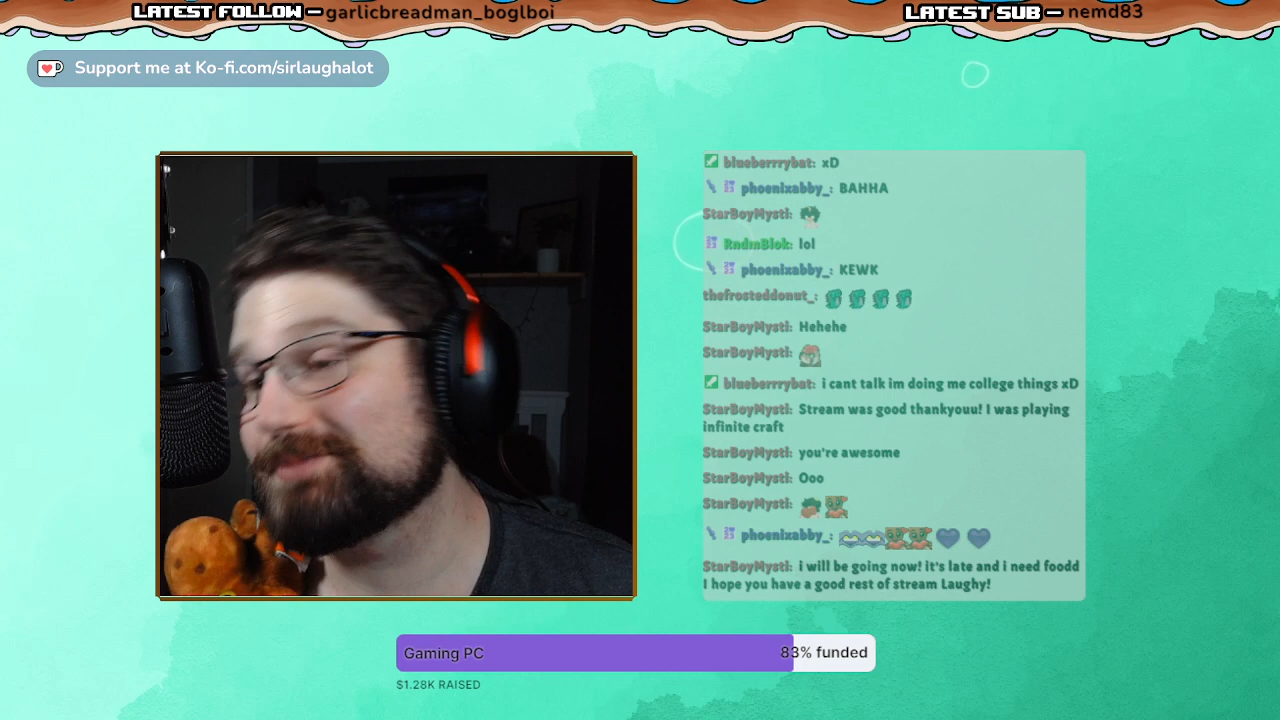 LATEST FOLLOW – garlicbreadman_boglboi
LATEST SUB – nemd83
Support me at Ko-fi.com/sirlaughalot
blueberrrybat: xD
phoenixabby_: BAHHA
StarBoyMysti:
RndmBlok: lol
phoenixabby_: KEWK
thefrosteddonut_:
StarBoyMysti: Hehehe
StarBoyMysti:
blueberrrybat: i cant talk im doing me college things xD
StarBoyMysti: Stream was good thankyouu! I was playing
infinite craft
StarBoyMysti: you're awesome
StarBoyMysti: Ooo
StarBoyMysti:
phoenixabby_:
StarBoyMysti: i will be going now! it's late and i need foodd
I hope you have a good rest of stream Laughy!
Gaming PC 83% funded
$1.28K RAISED